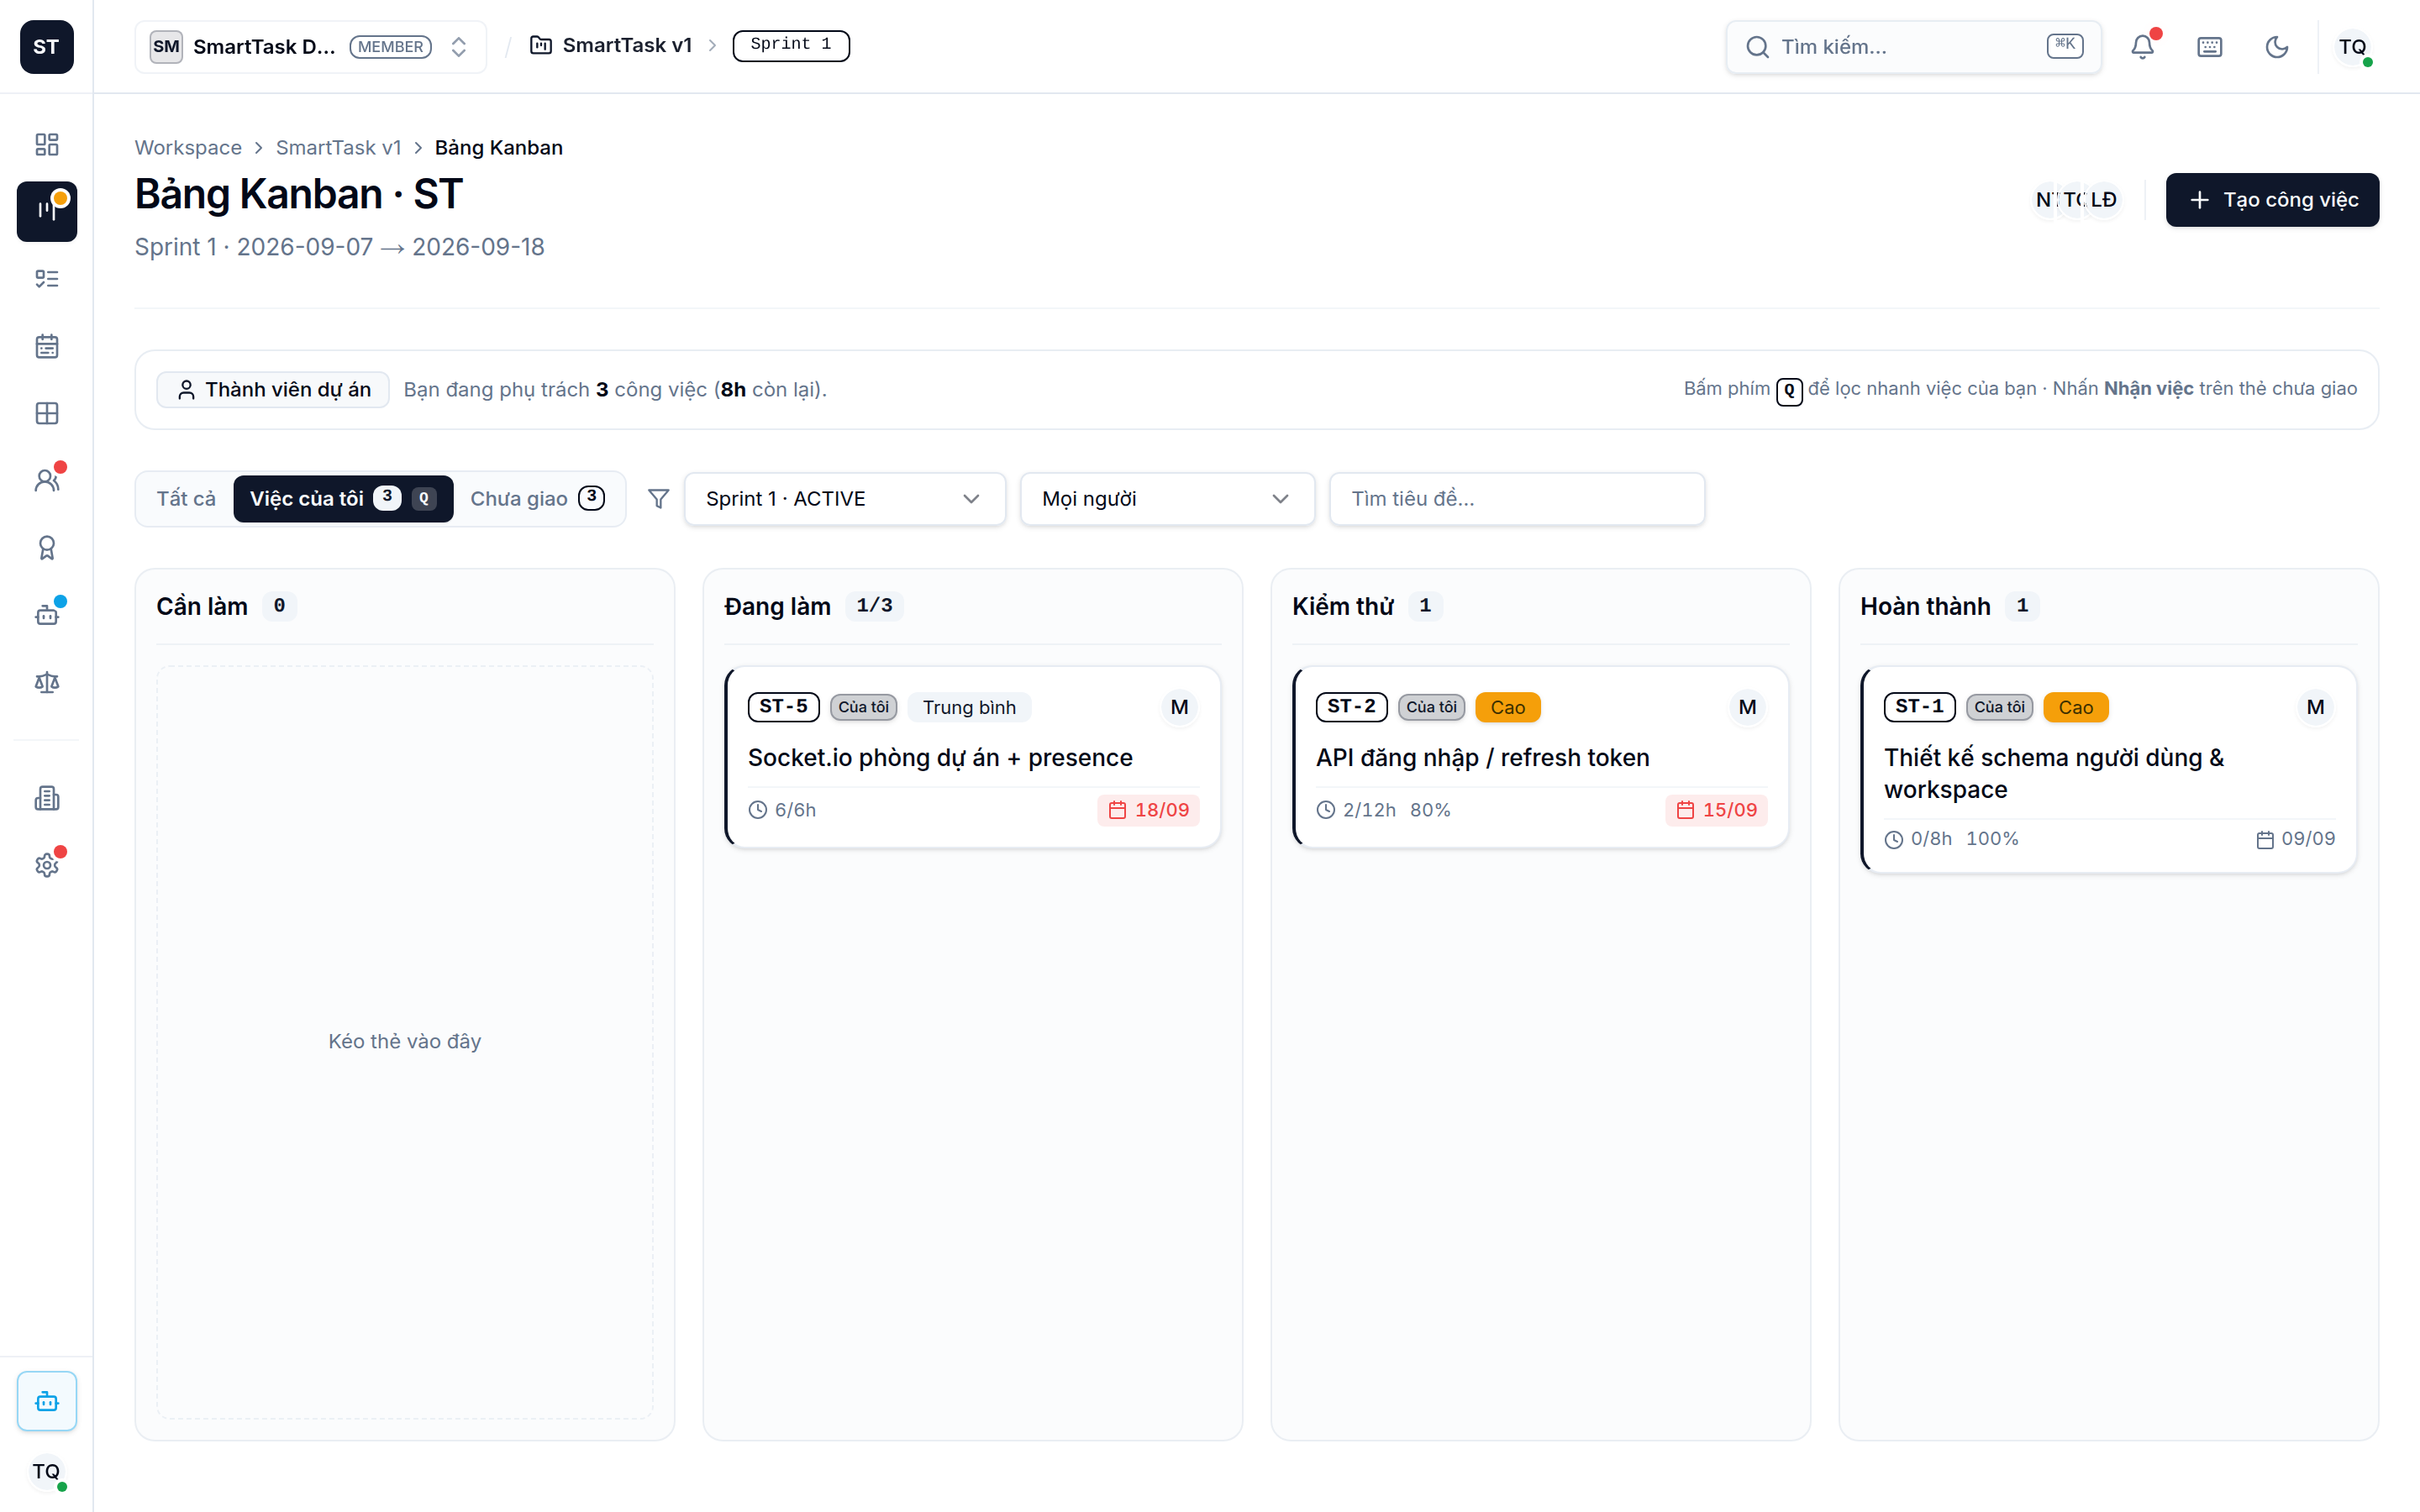 ST
SM SmartTask D... MEMBER / SmartTask v1 > Sprint 1
Tìm kiếm... ⌘K
TQ
Workspace > SmartTask v1 > Bảng Kanban
Bảng Kanban · ST
Sprint 1 · 2026-09-07 → 2026-09-18
LĐ
+ Tạo công việc
Thành viên dự án Bạn đang phụ trách 3 công việc (8h còn lại).
Bấm phím Q để lọc nhanh việc của bạn · Nhấn Nhận việc trên thẻ chưa giao
Tất cả Việc của tôi 3 Q Chưa giao 3
Sprint 1 · ACTIVE
Mọi người
Tìm tiêu đề...
Cần làm 0
Kéo thẻ vào đây
Đang làm 1/3
ST-5 Của tôi Trung bình M
Socket.io phòng dự án + presence
6/6h 18/09
Kiểm thử 1
ST-2 Của tôi Cao M
API đăng nhập / refresh token
2/12h 80% 15/09
Hoàn thành 1
ST-1 Của tôi Cao M
Thiết kế schema người dùng &
workspace
0/8h 100% 09/09
TQ